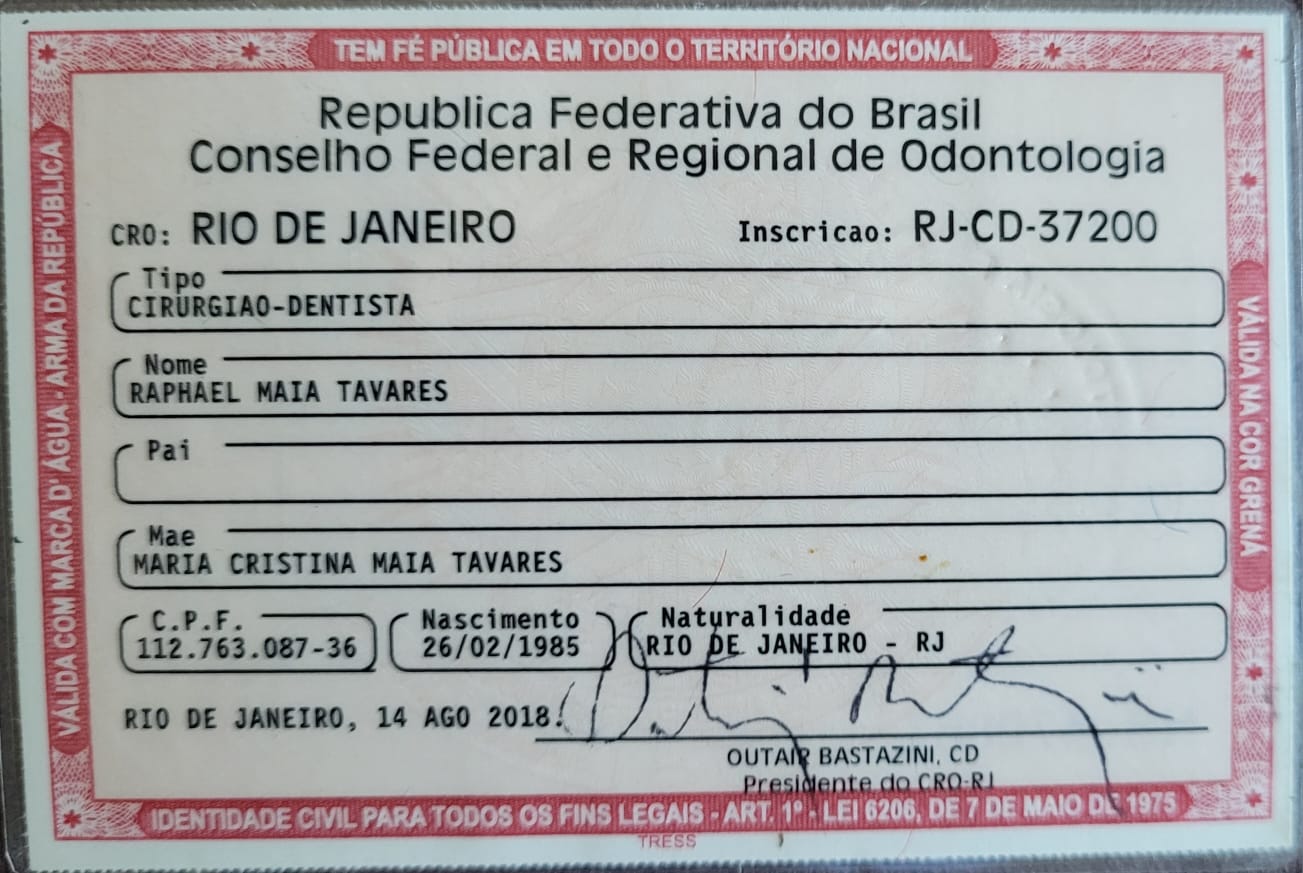 TEM FÉ PÚBLICA EM TODO O TERRITÓRIO NACIONAL
Republica Federativa do Brasil
Conselho Federal e Regional de Odontologia
CRO: RIO DE JANEIRO Inscricao: RJ-CD-37200
Tipo
CIRURGIAO-DENTISTA
Nome
RAPHAEL MAIA TAVARES
Pai
Mae
MARIA CRISTINA MAIA TAVARES
C.P.F. Nascimento Naturalidade
112.763.087-36 26/02/1985 RIO DE JANEIRO - RJ
RIO DE JANEIRO, 14 AGO 2018.
OUTAIR BASTAZINI, CD
Presidente do CRO-RJ
IDENTIDADE CIVIL PARA TODOS OS FINS LEGAIS - ART. 1º - LEI 6206, DE 7 DE MAIO DE 1975
TRESS
VÁLIDA COM MARCA D' ÁGUA - ARMA DA REPÚBLICA
VÁLIDA NA COR GRENÁ